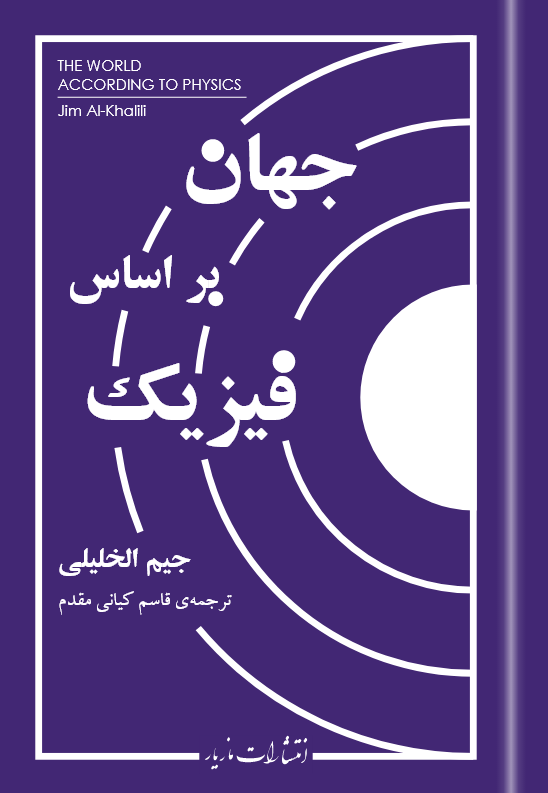 THE WORLD
ACCORDING TO PHYSICS
Jim Al-Khalili
جهان
بر اساس
فیزیک
جیم الخلیلی
ترجمه‌ی قاسم کیانی مقدم
انتشارات مازیار